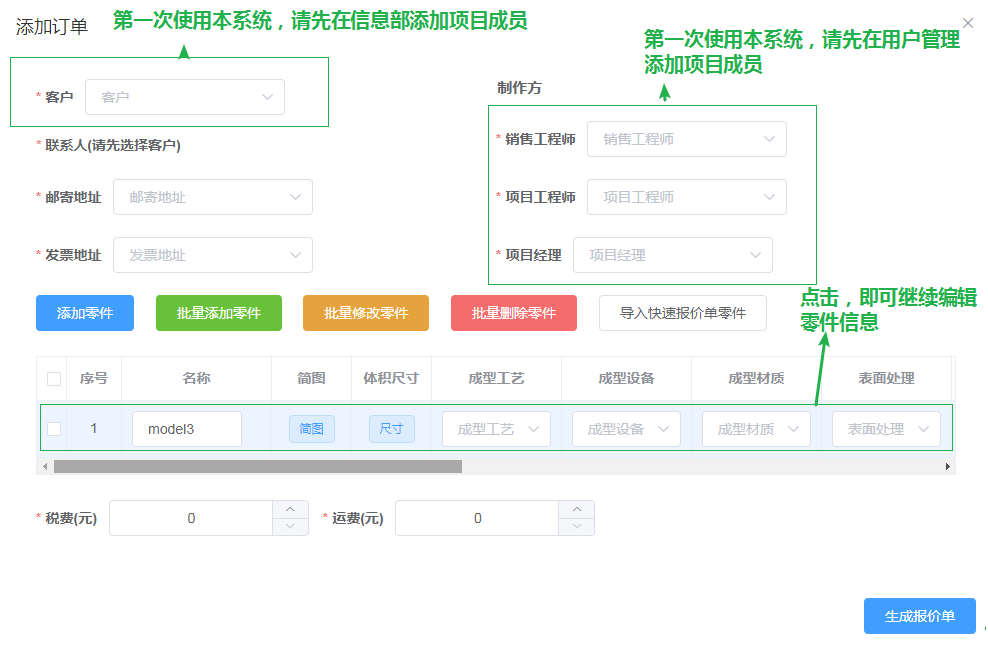 添加订单
第一次使用本系统，请先在信息部添加项目成员
第一次使用本系统，请先在用户管理
添加项目成员
* 客户 客户
制作方
* 联系人(请先选择客户)
* 销售工程师 销售工程师
* 邮寄地址 邮寄地址
* 项目工程师 项目工程师
* 发票地址 发票地址
* 项目经理 项目经理
点击，即可继续编辑
零件信息
添加零件 批量添加零件 批量修改零件 批量删除零件 导入快速报价单零件
序号 名称 简图 体积尺寸 成型工艺 成型设备 成型材质 表面处理
1 model3 简图 尺寸 成型工艺 成型设备 成型材质 表面处理
* 税费(元) 0 * 运费(元) 0
生成报价单